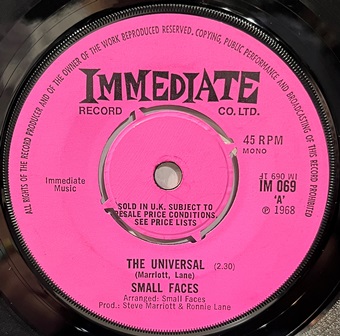 ALL RIGHTS OF THE RECORD PRODUCER AND OF THE OWNER OF THE WORK REPRODUCED RESERVED. COPYING, PUBLIC PERFORMANCE AND BROADCASTING OF THIS RECORD PROHIBITED
IMMEDIATE
RECORD CO. LTD.
45 RPM
MONO
Immediate
Music
IM 069 1F
IM 069
'A'
℗ 1968
SOLD IN U.K. SUBJECT TO
RESALE PRICE CONDITIONS.
SEE PRICE LISTS
THE UNIVERSAL (2.30)
(Marriott, Lane)
SMALL FACES
Arranged: Small Faces
Prod.: Steve Marriott & Ronnie Lane